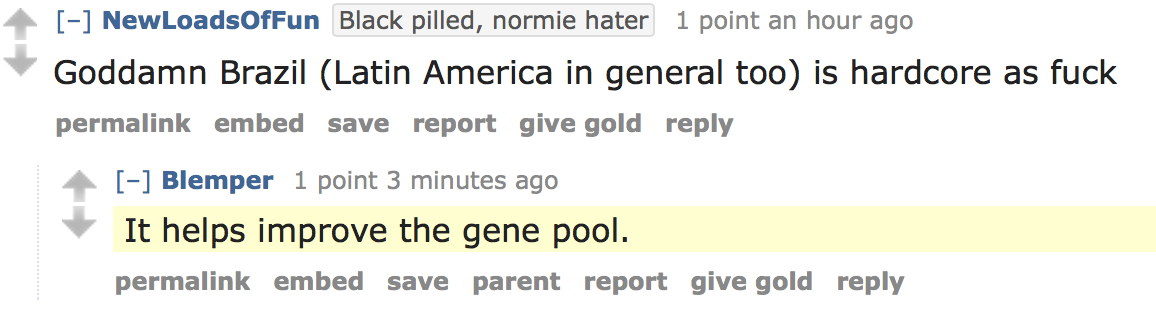 [–] NewLoadsOfFun Black pilled, normie hater 1 point an hour ago
Goddamn Brazil (Latin America in general too) is hardcore as fuck
permalink embed save report give gold reply
[–] Blemper 1 point 3 minutes ago
It helps improve the gene pool.
permalink embed save parent report give gold reply